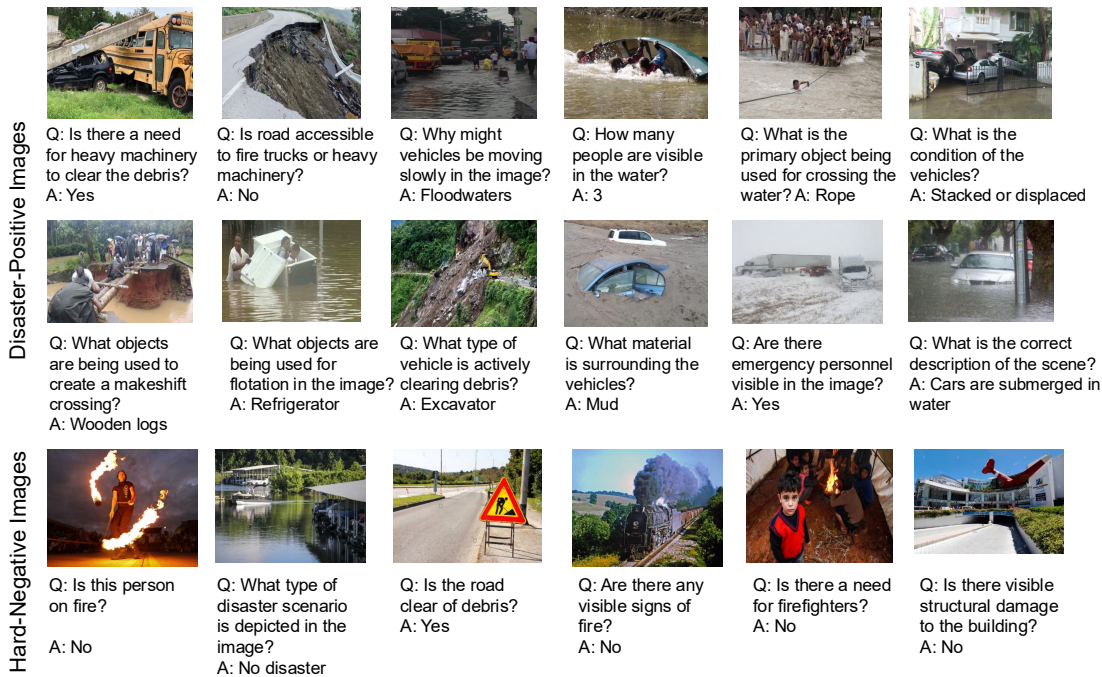 Disaster-Positive Images
Q: Is there a need
for heavy machinery
to clear the debris?
A: Yes
Q: Is road accessible
to fire trucks or heavy
machinery?
A: No
Q: Why might
vehicles be moving
slowly in the image?
A: Floodwaters
Q: How many
people are visible
in the water?
A: 3
Q: What is the
primary object being
used for crossing the
water? A: Rope
Q: What is the
condition of the
vehicles?
A: Stacked or displaced
Q: What objects
are being used to
create a makeshift
crossing?
A: Wooden logs
Q: What objects are
being used for
flotation in the image?
A: Refrigerator
Q: What type of
vehicle is actively
clearing debris?
A: Excavator
Q: What material
is surrounding the
vehicles?
A: Mud
Q: Are there
emergency personnel
visible in the image?
A: Yes
Q: What is the correct
description of the scene?
A: Cars are submerged in
water
Hard-Negative Images
Q: Is this person
on fire?
A: No
Q: What type of
disaster scenario
is depicted in the
image?
A: No disaster
Q: Is the road
clear of debris?
A: Yes
Q: Are there any
visible signs of
fire?
A: No
Q: Is there a need
for firefighters?
A: No
Q: Is there visible
structural damage
to the building?
A: No